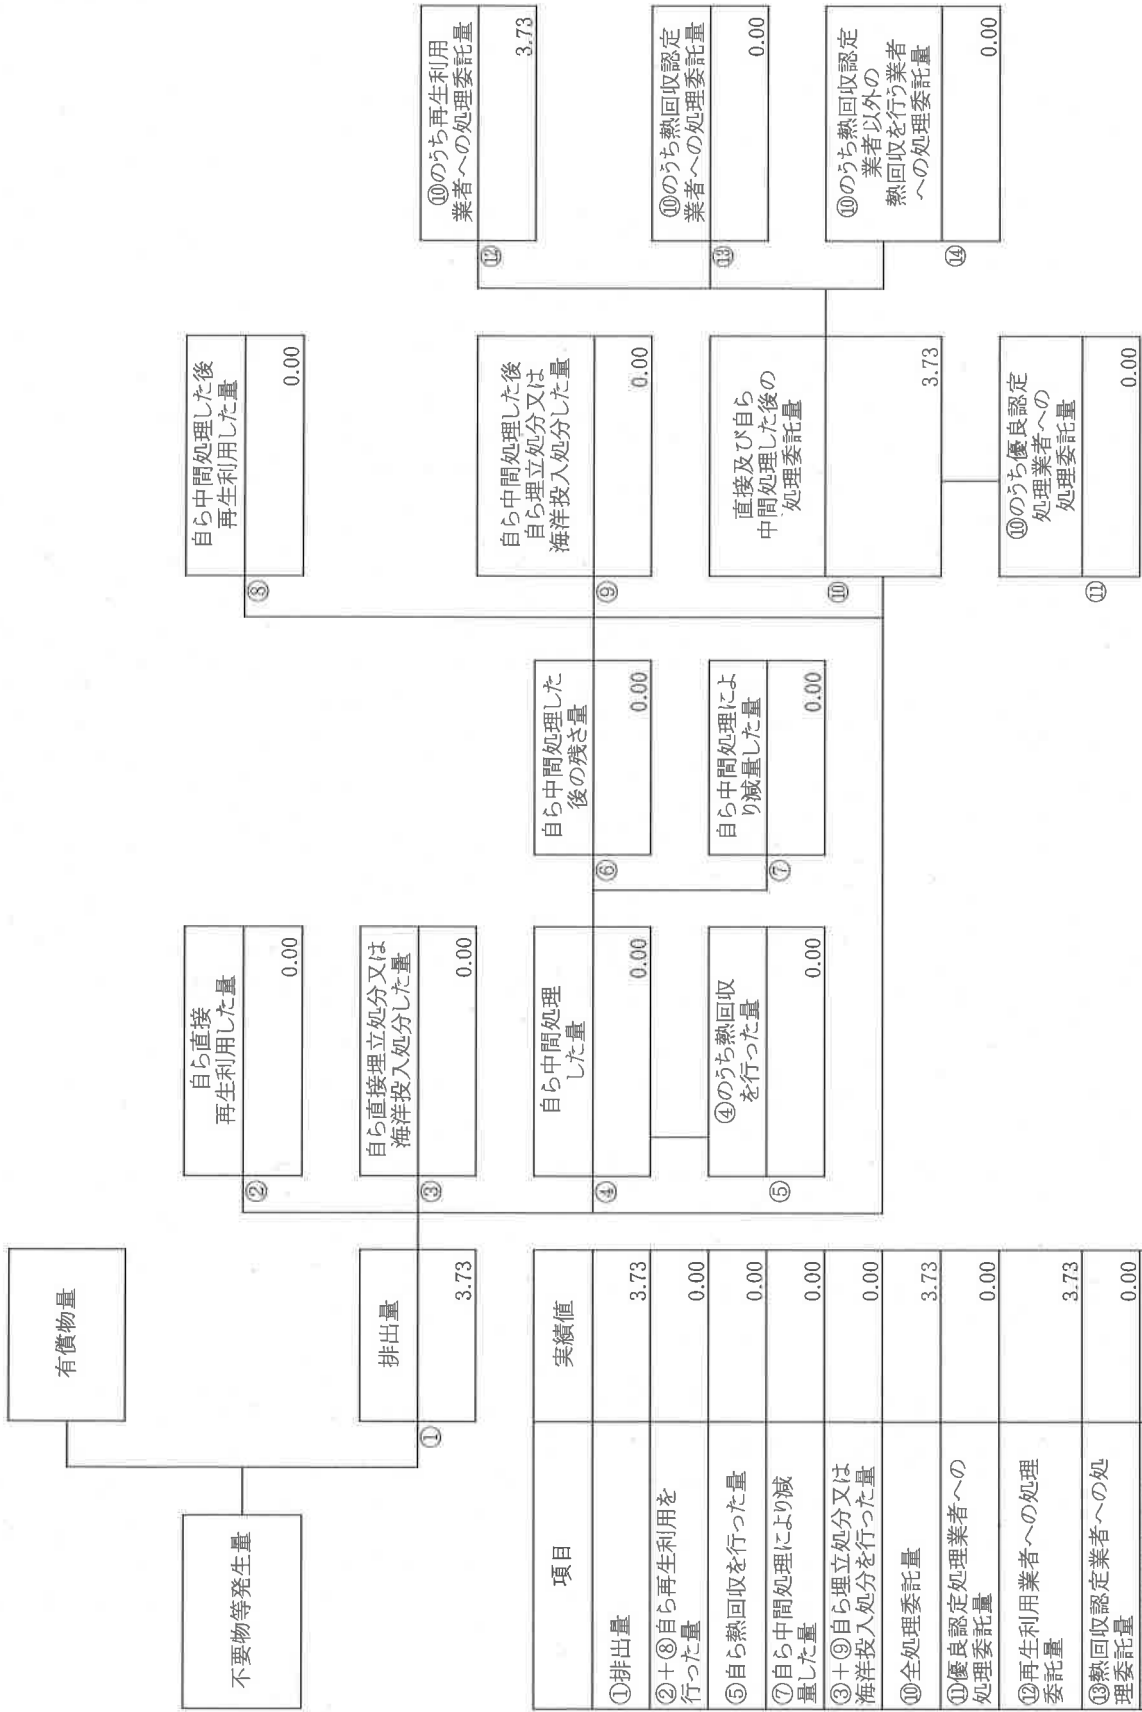 不要物等発生量
有償物量
①
排出量
3.73
②
自ら直接
再生利用した量
0.00
③
自ら直接埋立処分又は
海洋投入処分した量
0.00
④
自ら中間処理
した量
0.00
⑤
④のうち熱回収
を行った量
0.00
⑥
自ら中間処理した
後の残さ量
0.00
⑦
自ら中間処理によ
り減量した量
0.00
⑧
自ら中間処理した後
再生利用した量
0.00
⑨
自ら中間処理した後
自ら埋立処分又は
海洋投入処分した量
0.00
⑩
直接及び自ら
中間処理した後の
処理委託量
3.73
⑪
⑩のうち優良認定
処理業者への
処理委託量
0.00
⑫
⑩のうち再生利用
業者への処理委託量
3.73
⑬
⑩のうち熱回収認定
業者への処理委託量
0.00
⑭
⑩のうち熱回収認定
業者以外の
熱回収を行う業者
への処理委託量
0.00
項目 実績値
①排出量 3.73
②+⑧自ら再生利用を
行った量 0.00
⑤自ら熱回収を行った量 0.00
⑦自ら中間処理により減
量した量 0.00
③+⑨自ら埋立処分又は
海洋投入処分を行った量 0.00
⑩全処理委託量 3.73
⑪優良認定処理業者への
処理委託量 0.00
⑫再生利用業者への処理
委託量 3.73
⑬熱回収認定業者への処
理委託量 0.00